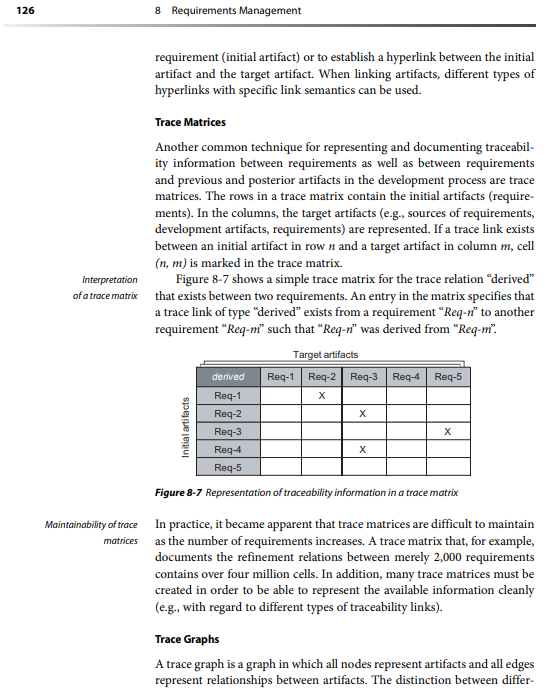 126
8 Requirements Management
requirement (initial artifact) or to establish a hyperlink between the initial
artifact and the target artifact. When linking artifacts, different types of
hyperlinks with specific link semantics can be used.
Trace Matrices
Another common technique for representing and documenting traceabil-
ity information between requirements as well as between requirements
and previous and posterior artifacts in the development process are trace
matrices. The rows in a trace matrix contain the initial artifacts (require-
ments). In the columns, the target artifacts (e.g., sources of requirements,
development artifacts, requirements) are represented. If a trace link exists
between an initial artifact in row n and a target artifact in column m, cell
(n, m) is marked in the trace matrix.
Interpretation
of a trace matrix
Figure 8-7 shows a simple trace matrix for the trace relation “derived”
that exists between two requirements. An entry in the matrix specifies that
a trace link of type “derived” exists from a requirement “Req-n” to another
requirement “Req-m” such that “Req-n” was derived from “Req-m”.
Target artifacts
Initial artifacts
derived Req-1 Req-2 Req-3 Req-4 Req-5
Req-1 X
Req-2 X
Req-3 X
Req-4 X
Req-5
Figure 8-7 Representation of traceability information in a trace matrix
Maintainability of trace
matrices
In practice, it became apparent that trace matrices are difficult to maintain
as the number of requirements increases. A trace matrix that, for example,
documents the refinement relations between merely 2,000 requirements
contains over four million cells. In addition, many trace matrices must be
created in order to be able to represent the available information cleanly
(e.g., with regard to different types of traceability links).
Trace Graphs
A trace graph is a graph in which all nodes represent artifacts and all edges
represent relationships between artifacts. The distinction between differ-